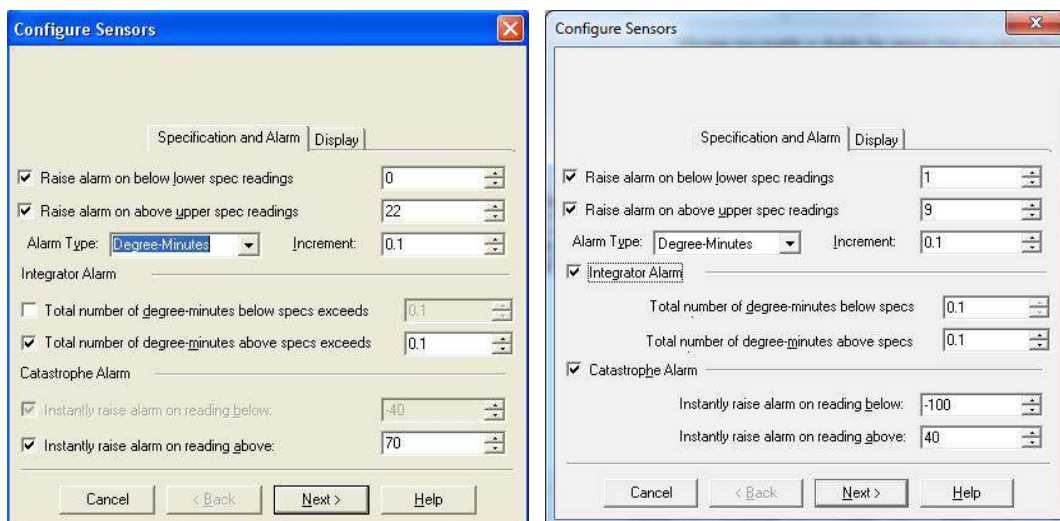 Configure Sensors
Specification and Alarm Display
Raise alarm on below lower spec readings 0
Raise alarm on above upper spec readings 22
Alarm Type: Degree-Minutes Increment: 0.1
Integrator Alarm
Total number of degree-minutes below specs exceeds 0.1
Total number of degree-minutes above specs exceeds 0.1
Catastrophe Alarm
Instantly raise alarm on reading below: -40
Instantly raise alarm on reading above: 70
Cancel < Back Next > Help
Configure Sensors
Specification and Alarm Display
Raise alarm on below lower spec readings 1
Raise alarm on above upper spec readings 9
Alarm Type: Degree-Minutes Increment: 0.1
Integrator Alarm
Total number of degree-minutes below specs 0.1
Total number of degree-minutes above specs 0.1
Catastrophe Alarm
Instantly raise alarm on reading below: -100
Instantly raise alarm on reading above: 40
Cancel < Back Next > Help